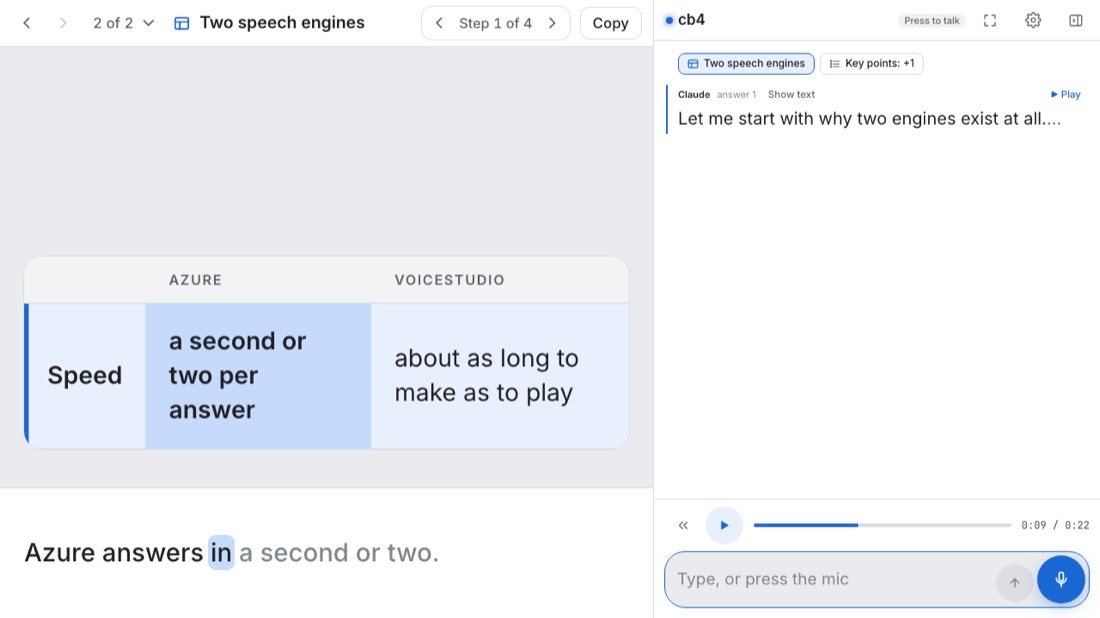 2 of 2
Two speech engines
Step 1 of 4
Copy
AZURE
VOICESTUDIO
Speed
a second or
two per
answer
about as long to
make as to play
Azure answers in a second or two.
cb4
Press to talk
Two speech engines
Key points: +1
Claude answer 1 Show text
Play
Let me start with why two engines exist at all....
0:09 / 0:22
Type, or press the mic